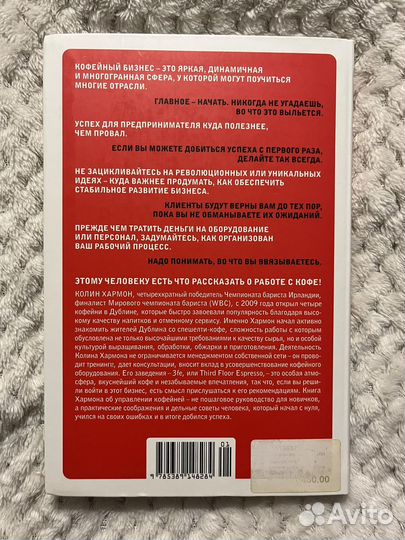 КОФЕЙНЫЙ БИЗНЕС – ЭТО ЯРКАЯ, ДИНАМИЧНАЯ
И МНОГОГРАННАЯ СФЕРА, У КОТОРОЙ МОГУТ ПОУЧИТЬСЯ
МНОГИЕ ОТРАСЛИ.
ГЛАВНОЕ – НАЧАТЬ. НИКОГДА НЕ УГАДАЕШЬ,
ВО ЧТО ЭТО ВЫЛЬЕТСЯ.
УСПЕХ ДЛЯ ПРЕДПРИНИМАТЕЛЯ КУДА ПОЛЕЗНЕЕ,
ЧЕМ ПРОВАЛ.
ЕСЛИ ВЫ МОЖЕТЕ ДОБИТЬСЯ УСПЕХА С ПЕРВОГО РАЗА,
ДЕЛАЙТЕ ТАК ВСЕГДА.
НЕ ЗАЦИКЛИВАЙТЕСЬ НА РЕВОЛЮЦИОННЫХ ИЛИ УНИКАЛЬНЫХ
ИДЕЯХ – КУДА ВАЖНЕЕ ПРОДУМАТЬ, КАК ОБЕСПЕЧИТЬ
СТАБИЛЬНОЕ РАЗВИТИЕ БИЗНЕСА.
КЛИЕНТЫ БУДУТ ВЕРНЫ ВАМ ДО ТЕХ ПОР,
ПОКА ВЫ НЕ ОБМАНЫВАЕТЕ ИХ ОЖИДАНИЙ.
ПРЕЖДЕ ЧЕМ ТРАТИТЬ ДЕНЬГИ НА ОБОРУДОВАНИЕ
ИЛИ ПЕРСОНАЛ, ЗАДУМАЙТЕСЬ, КАК ОРГАНИЗОВАН
ВАШ РАБОЧИЙ ПРОЦЕСС.
НАДО ПОНИМАТЬ, ВО ЧТО ВЫ ВВЯЗЫВАЕТЕСЬ.
ЭТОМУ ЧЕЛОВЕКУ ЕСТЬ ЧТО РАССКАЗАТЬ О РАБОТЕ С КОФЕ!
КОЛИН ХАРМОН, четырехкратный победитель Чемпионата бариста Ирландии,
финалист Мирового чемпионата бариста (WBC), с 2009 года открыл четыре
кофейни в Дублине, которые быстро завоевали популярность благодаря высо-
кому качеству напитков и отменному сервису. Именно Хармон начал активно
знакомить жителей Дублина со спешелти-кофе, сложность работы с которым
обусловлена не только высочайшими требованиями к качеству сырья, но и особой
культурой выращивания, обработки, обжарки и приготовления. Деятельность
Колина Хармона не ограничивается менеджментом собственной сети – он прово-
дит тренинги, дает консультации, вносит вклад в усовершенствование кофейного
оборудования. Его заведения – 3fe, или Third Floor Espresso, – это особая атмо-
сфера, вкуснейший кофе и незабываемые впечатления, так что, если вы реши-
ли войти в этот бизнес, есть смысл прислушаться к его рекомендациям. Книга
Хармона об управлении кофейней – не пошаговое руководство для новичков,
а практические соображения и дельные советы человека, который начал с нуля,
учился на своих ошибках и в итоге добился успеха.
01
9 785389 148284
Avito